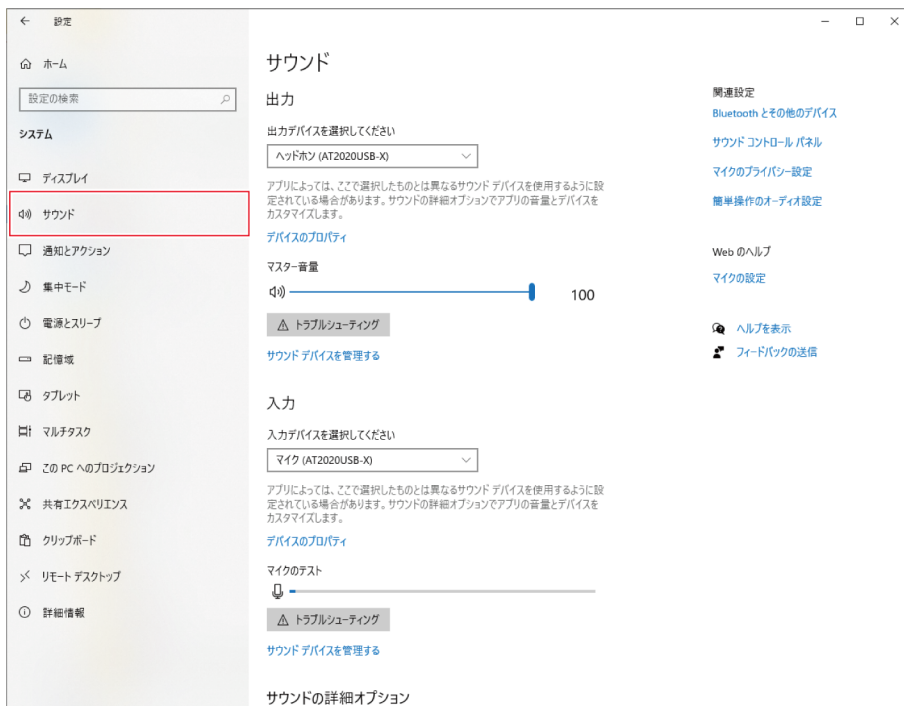 設定
ホーム
設定の検索
システム
ディスプレイ
サウンド
通知とアクション
集中モード
電源とスリープ
記憶域
タブレット
マルチタスク
この PC へのプロジェクション
共有エクスペリエンス
クリップボード
リモート デスクトップ
詳細情報
サウンド
出力
出力デバイスを選択してください
ヘッドホン (AT2020USB-X)
アプリによっては、ここで選択したものとは異なるサウンド デバイスを使用するように設
定されている場合があります。サウンドの詳細オプションでアプリの音量とデバイスを
カスタマイズします。
デバイスのプロパティ
マスター音量
100
トラブルシューティング
サウンド デバイスを管理する
入力
入力デバイスを選択してください
マイク (AT2020USB-X)
アプリによっては、ここで選択したものとは異なるサウンド デバイスを使用するように設
定されている場合があります。サウンドの詳細オプションでアプリの音量とデバイスを
カスタマイズします。
デバイスのプロパティ
マイクのテスト
トラブルシューティング
サウンド デバイスを管理する
サウンドの詳細オプション
関連設定
Bluetooth とその他のデバイス
サウンド コントロール パネル
マイクのプライバシー設定
簡単操作のオーディオ設定
Web のヘルプ
マイクの設定
ヘルプを表示
フィードバックの送信